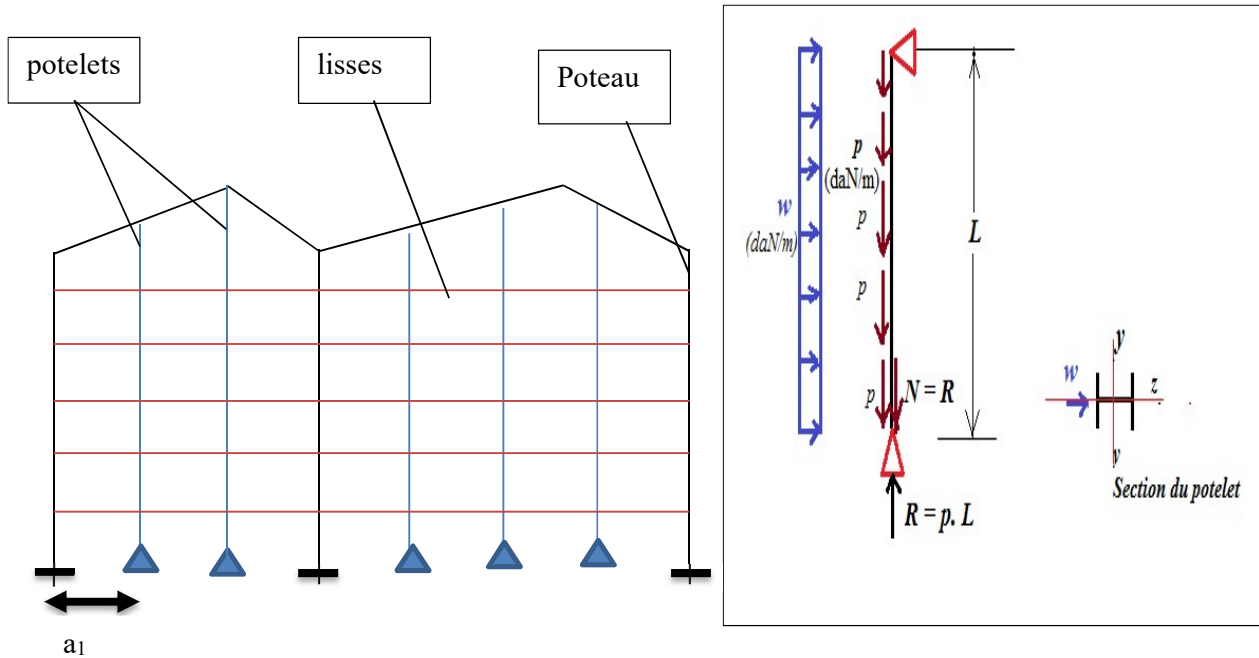 potelets
lisses
Poteau
a1
w
(daN/m)
p
(daN/m)
p
p
p
p
N = R
L
R = p. L
w
y
z
y
Section du potelet